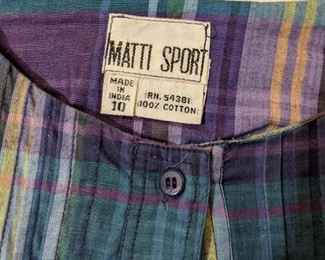 MATTI SPORT
MADE IN INDIA 10
RN. 54381
100% COTTON